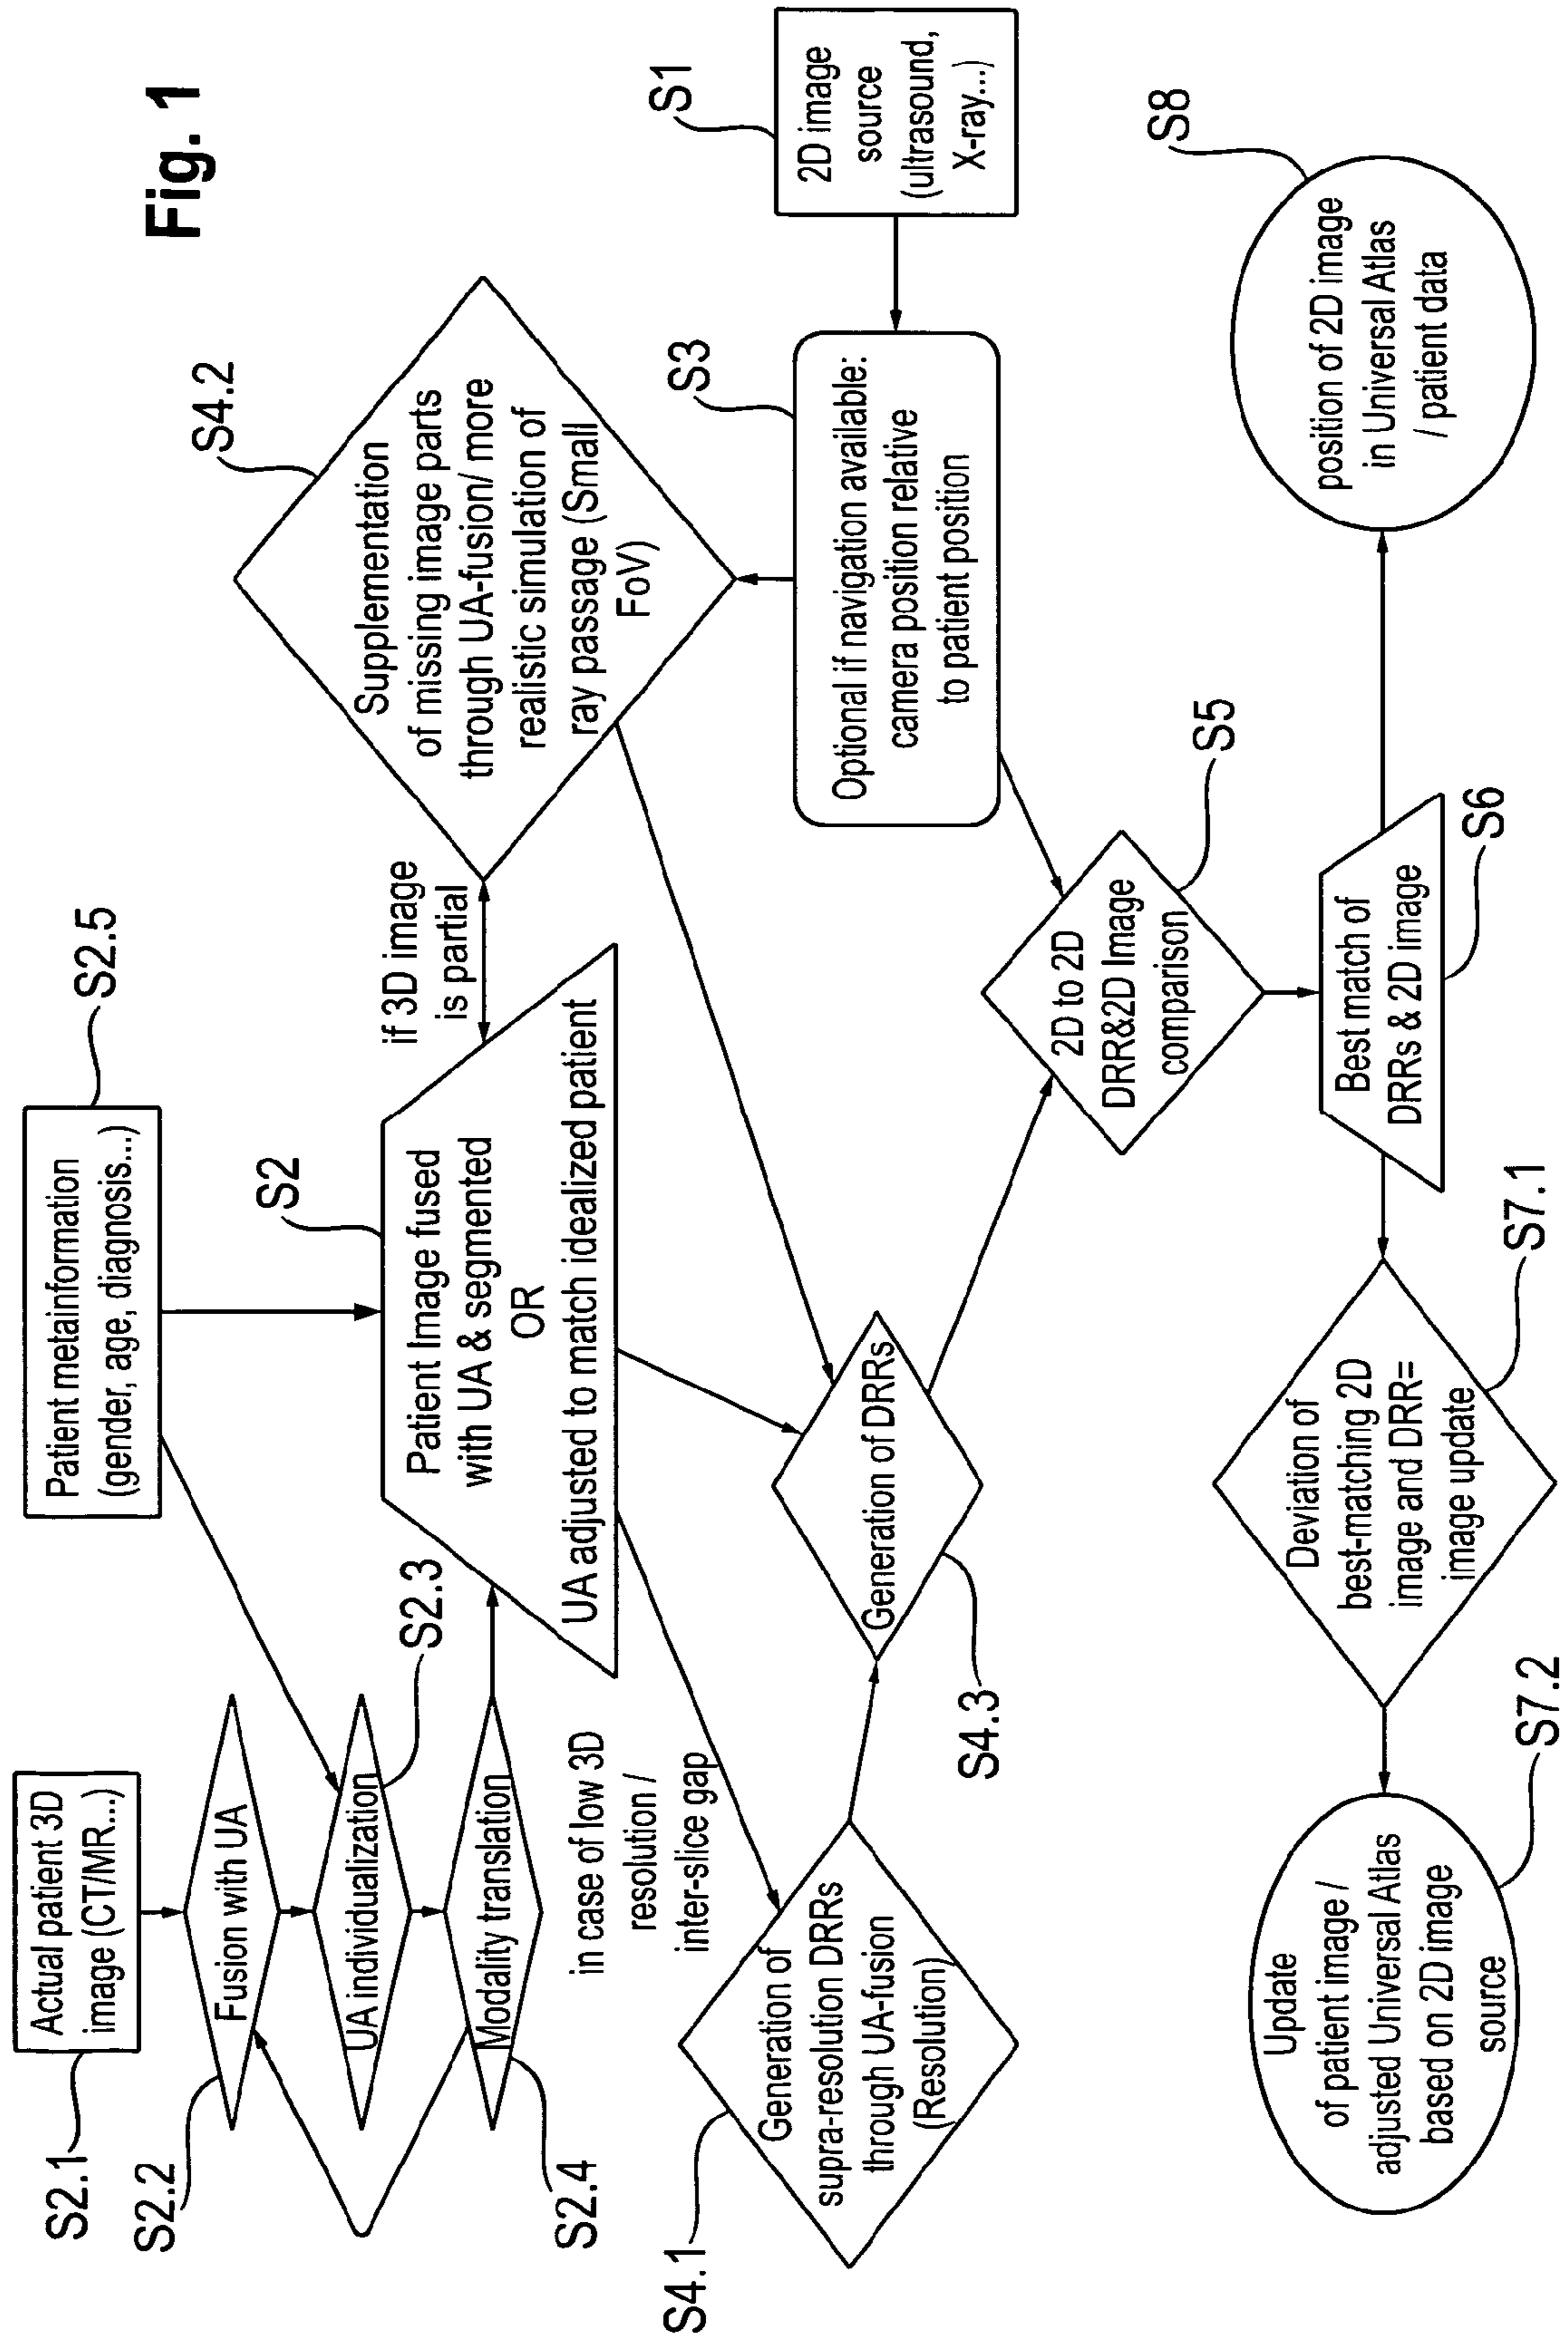 Fig. 1
S2.1
Actual patient 3D
image (CT/MR...)
S2.5
Patient metainformation
(gender, age, diagnosis...)
S2.2
Fusion with UA
S2.3
UA individualization
S2.4
Modality translation
S2
Patient Image fused
with UA & segmented
OR
UA adjusted to match idealized patient
if 3D image
is partial
S4.2
Supplementation
of missing image parts
through UA-fusion/ more
realistic simulation of
ray passage (Small
FoV)
in case of low 3D
resolution /
inter-slice gap
S4.1
Generation of
supra-resolution DRRs
through UA-fusion
(Resolution)
S4.3
Generation of DRRs
S3
Optional if navigation available:
camera position relative
to patient position
S1
2D image
source
(ultrasound,
X-ray...)
S5
2D to 2D
DRR&2D Image
comparison
S6
Best match of
DRRs & 2D image
S7.1
Deviation of
best-matching 2D
image and DRR=
image update
S7.2
Update
of patient image /
adjusted Universal Atlas
based on 2D image
source
S8
position of 2D image
in Universal Atlas
/ patient data